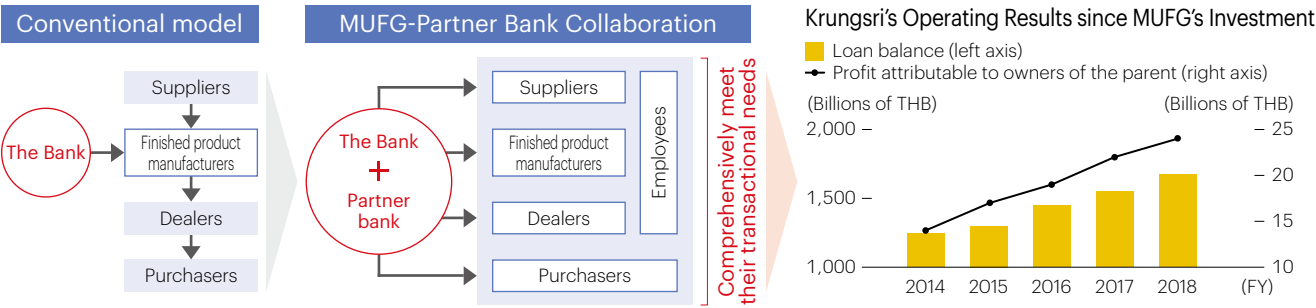 Conventional model
Suppliers
The Bank
Finished product
manufacturers
Dealers
Purchasers
MUFG-Partner Bank Collaboration
The Bank
+
Partner
bank
Suppliers
Finished product
manufacturers
Dealers
Purchasers
Employees
Comprehensively meet
their transactional needs
Krungsri's Operating Results since MUFG's Investment
Loan balance (left axis)
Profit attributable to owners of the parent (right axis)
(Billions of THB)
(Billions of THB)
2,000
25
20
1,500
15
1,000
10
2014
2015
2016
2017
2018
(FY)